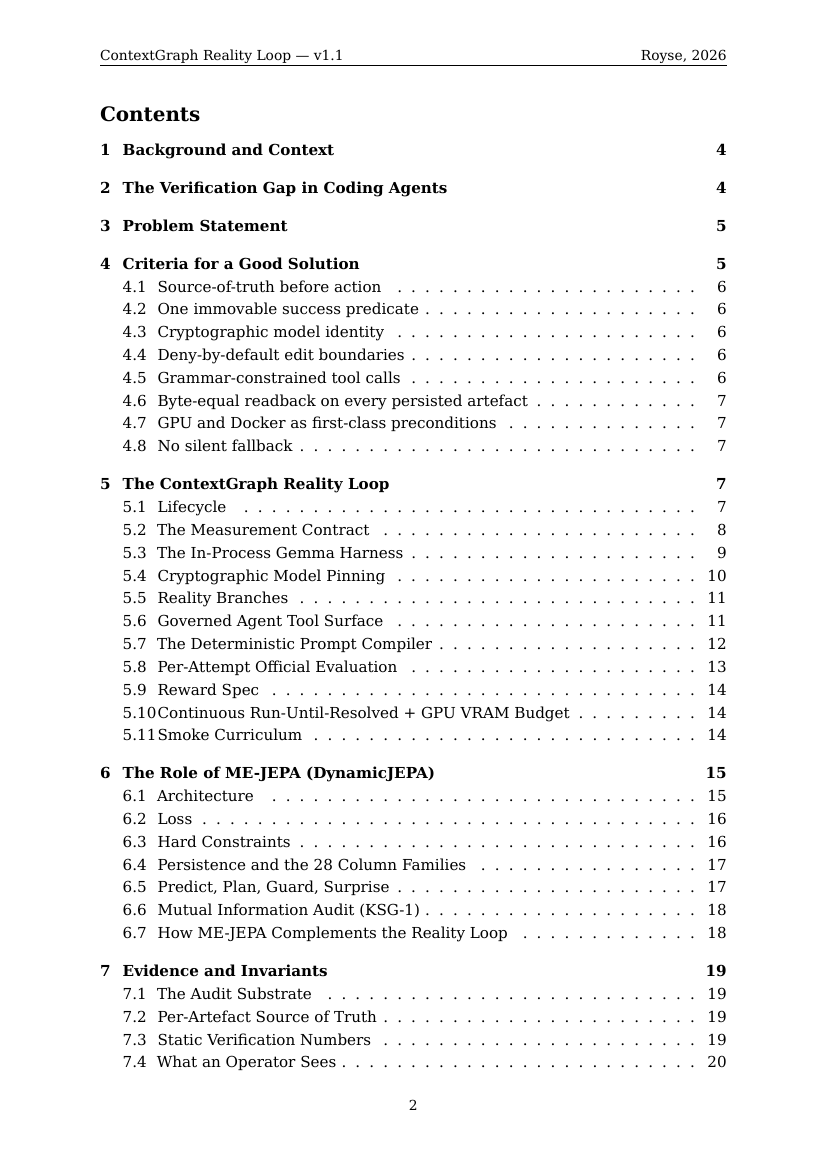 ContextGraph Reality Loop — v1.1 Royse, 2026
Contents
1 Background and Context 4
2 The Verification Gap in Coding Agents 4
3 Problem Statement 5
4 Criteria for a Good Solution 5
4.1 Source-of-truth before action . . . . . . . . . . . . . . . . . . . . . . 6
4.2 One immovable success predicate . . . . . . . . . . . . . . . . . . . . 6
4.3 Cryptographic model identity . . . . . . . . . . . . . . . . . . . . . . 6
4.4 Deny-by-default edit boundaries . . . . . . . . . . . . . . . . . . . . . 6
4.5 Grammar-constrained tool calls . . . . . . . . . . . . . . . . . . . . . 6
4.6 Byte-equal readback on every persisted artefact . . . . . . . . . . . . 7
4.7 GPU and Docker as first-class preconditions . . . . . . . . . . . . . . 7
4.8 No silent fallback . . . . . . . . . . . . . . . . . . . . . . . . . . . . . 7
5 The ContextGraph Reality Loop 7
5.1 Lifecycle . . . . . . . . . . . . . . . . . . . . . . . . . . . . . . . . . 7
5.2 The Measurement Contract . . . . . . . . . . . . . . . . . . . . . . . 8
5.3 The In-Process Gemma Harness . . . . . . . . . . . . . . . . . . . . . 9
5.4 Cryptographic Model Pinning . . . . . . . . . . . . . . . . . . . . . . 10
5.5 Reality Branches . . . . . . . . . . . . . . . . . . . . . . . . . . . . . 11
5.6 Governed Agent Tool Surface . . . . . . . . . . . . . . . . . . . . . . 11
5.7 The Deterministic Prompt Compiler . . . . . . . . . . . . . . . . . . . 12
5.8 Per-Attempt Official Evaluation . . . . . . . . . . . . . . . . . . . . . 13
5.9 Reward Spec . . . . . . . . . . . . . . . . . . . . . . . . . . . . . . . 14
5.10 Continuous Run-Until-Resolved + GPU VRAM Budget . . . . . . . . . 14
5.11 Smoke Curriculum . . . . . . . . . . . . . . . . . . . . . . . . . . . . 14
6 The Role of ME-JEPA (DynamicJEPA) 15
6.1 Architecture . . . . . . . . . . . . . . . . . . . . . . . . . . . . . . . 15
6.2 Loss . . . . . . . . . . . . . . . . . . . . . . . . . . . . . . . . . . . . 16
6.3 Hard Constraints . . . . . . . . . . . . . . . . . . . . . . . . . . . . . 16
6.4 Persistence and the 28 Column Families . . . . . . . . . . . . . . . . 17
6.5 Predict, Plan, Guard, Surprise . . . . . . . . . . . . . . . . . . . . . . 17
6.6 Mutual Information Audit (KSG-1) . . . . . . . . . . . . . . . . . . . . 18
6.7 How ME-JEPA Complements the Reality Loop . . . . . . . . . . . . . 18
7 Evidence and Invariants 19
7.1 The Audit Substrate . . . . . . . . . . . . . . . . . . . . . . . . . . . 19
7.2 Per-Artefact Source of Truth . . . . . . . . . . . . . . . . . . . . . . . 19
7.3 Static Verification Numbers . . . . . . . . . . . . . . . . . . . . . . . 19
7.4 What an Operator Sees . . . . . . . . . . . . . . . . . . . . . . . . . . 20
2